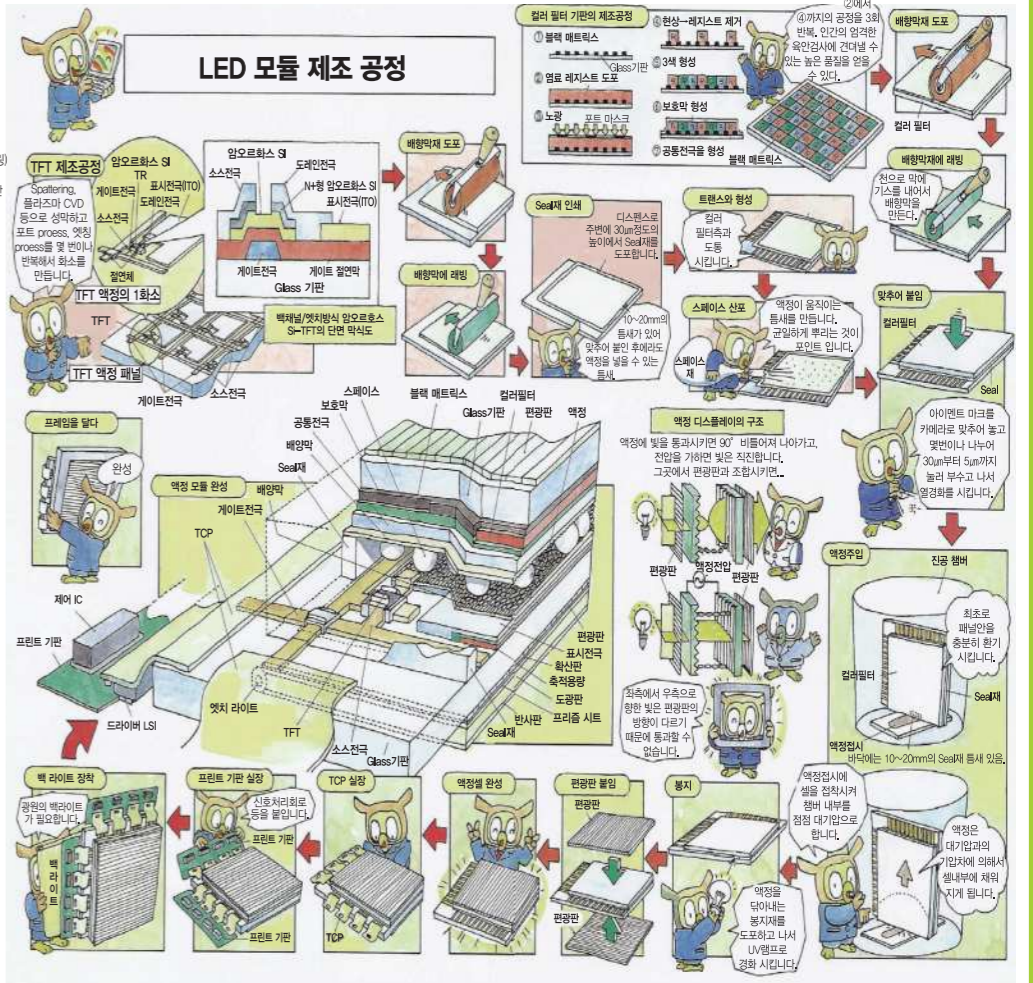 LED 모듈 제조 공정
컬러 필터 기판의 제조공정
① 블랙 매트릭스
Glass기판
② 염료 레지스트 도포
③ 노광
포트 마스크
④ 현상→레지스트 제거
⑤ 3색 형성
⑥ 보호막 형성
⑦ 공통전극을 형성
블랙 매트릭스
②에서
④까지의 공정을 3회
반복. 인간의 엄격한
육안검사에 견뎌낼 수
있는 높은 품질을 얻을
수 있다.
배향막재 도포
컬러 필터
배향막재에 래빙
천으로 막에
기스를 내어서
배향막을
만든다.
TFT 제조공정
Spattering,
플라즈마 CVD
등으로 성막하고
포트 proess, 엣칭
proess를 몇 번이나
반복해서 화소를
만듭니다.
암오르화스 SI
TR
게이트전극
표시전극(ITO)
도레인전극
소스전극
절연체
TFT 액정의 1화소
TFT
TFT 액정 패널
게이트전극
소스전극
암오르화스 SI
소스전극
도레인전극
N+형 암오르화스 SI
표시전극(ITO)
게이트전극
게이트 절연막
Glass 기판
백채널/엣치방식 암오르호스
SI-TFT의 단면 막식도
배향막재 도포
배향막에 래빙
Seal재 인쇄
디스펜스로
주변에 30㎛정도의
높이에서 Seal재를
도포합니다.
10~20mm의
틈새가 있어
맞추어 붙인 후에라도
액정을 넣을 수 있는
틈새.
트랜스와 형성
컬러
필터측과
도통
시킵니다.
스페이스 산포
액정이 움직이는
틈새를 만듭니다.
균일하게 뿌리는 것이
포인트 입니다.
스페이스
재
맞추어 붙임
컬러필터
Seal
아이멘트 마크를
카메라로 맞추어 놓고
몇번이나 나누어
30㎛부터 5㎛까지
눌러 부수고 나서
열경화를 시킵니다.
꾹
프레임을 달다
완성
액정 모듈 완성
스페이스
보호막
공통전극
배양막
Seal재
배양막
게이트전극
TCP
블랙 매트릭스
컬러필터
Glass기판
편광판
액정
제어 IC
프린트 기판
드라이버 LSI
엣치 라이트
TFT
소스전극
Glass기판
Seal재
반사판
프리즘 시트
도광판
축적용량
확산판
표시전극
편광판
액정 디스플레이의 구조
액정에 빛을 통과시키면 90° 비틀어져 나아가고,
전압을 가하면 빛은 직진합니다.
그곳에서 편광판과 조합시키면...
편광판
액정전압
편광판
좌측에서 우측으로
향한 빛은 편광판의
방향이 다르기
때문에 통과할 수
없습니다.
액정주입
진공 챔버
최초로
패널안을
충분히 환기
시킵니다.
컬러필터
Seal재
액정접시
바닥에는 10~20mm의 Seal재 틈새 있음.
액정접시에
셀을 접착시켜
챔버 내부를
점점 대기압으로
합니다.
액정은
대기압과의
기압차에 의해서
셀내부에 채워
지게 됩니다.
백 라이트 장착
광원의 백라이트
가 필요합니다.
백 라이트
프린트 기판 실장
신호처리회로
등을 붙입니다.
프린트 기판
프린트 기판
TCP 실장
TCP
액정셀 완성
편광판 붙임
편광판
편광판
봉지
액정을
닦아내는
봉지재를
도포하고 나서
UV램프로
경화 시킵니다.